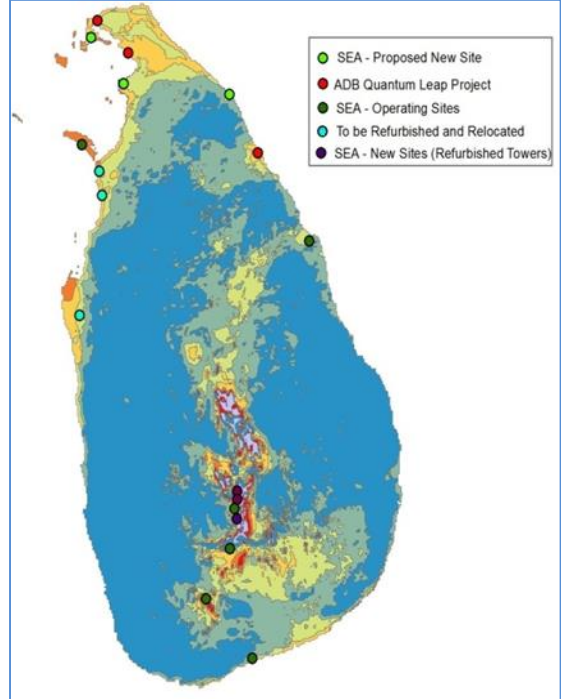 SEA - Proposed New Site
ADB Quantum Leap Project
SEA - Operating Sites
To be Refurbished and Relocated
SEA - New Sites (Refurbished Towers)